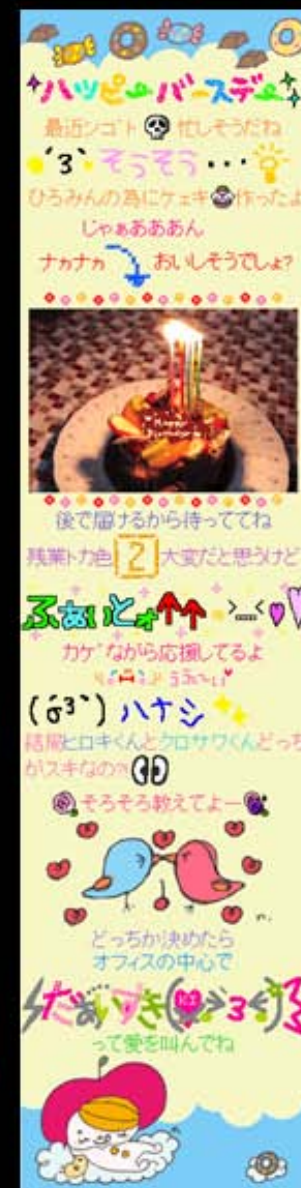 ハッピーバースデー
最近シゴト 忙しそうだね
´3` そうそう・・・
ひろみんの為にケェキ 作ったよ
じゃぁあああん
ナカナカ おいしそうでしょ?
Happy
後で届けるから待っててね
残業トカ色 2 大変だと思うけど
ふぁいとォ↑↑ >__<
カゲながら応援してるよ
(σ3`) ハナシ
結局ヒロキくんとクロサワくんどっち
がスキなの?
そろそろ教えてよー
どっちか決めたら
オフィスの中心で
だぁいすき
って愛を叫んでね